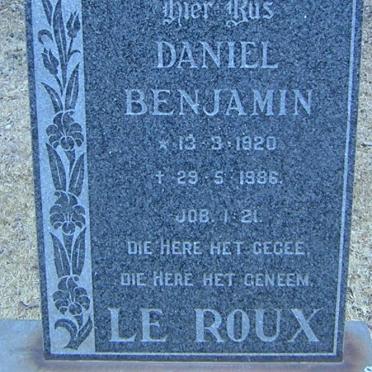 Hier Rus
DANIEL
BENJAMIN
* 13·3·1920
† 29·5·1986.
JOB. 1:21.
DIE HERE HET GEGEE,
DIE HERE HET GENEEM.
LE ROUX